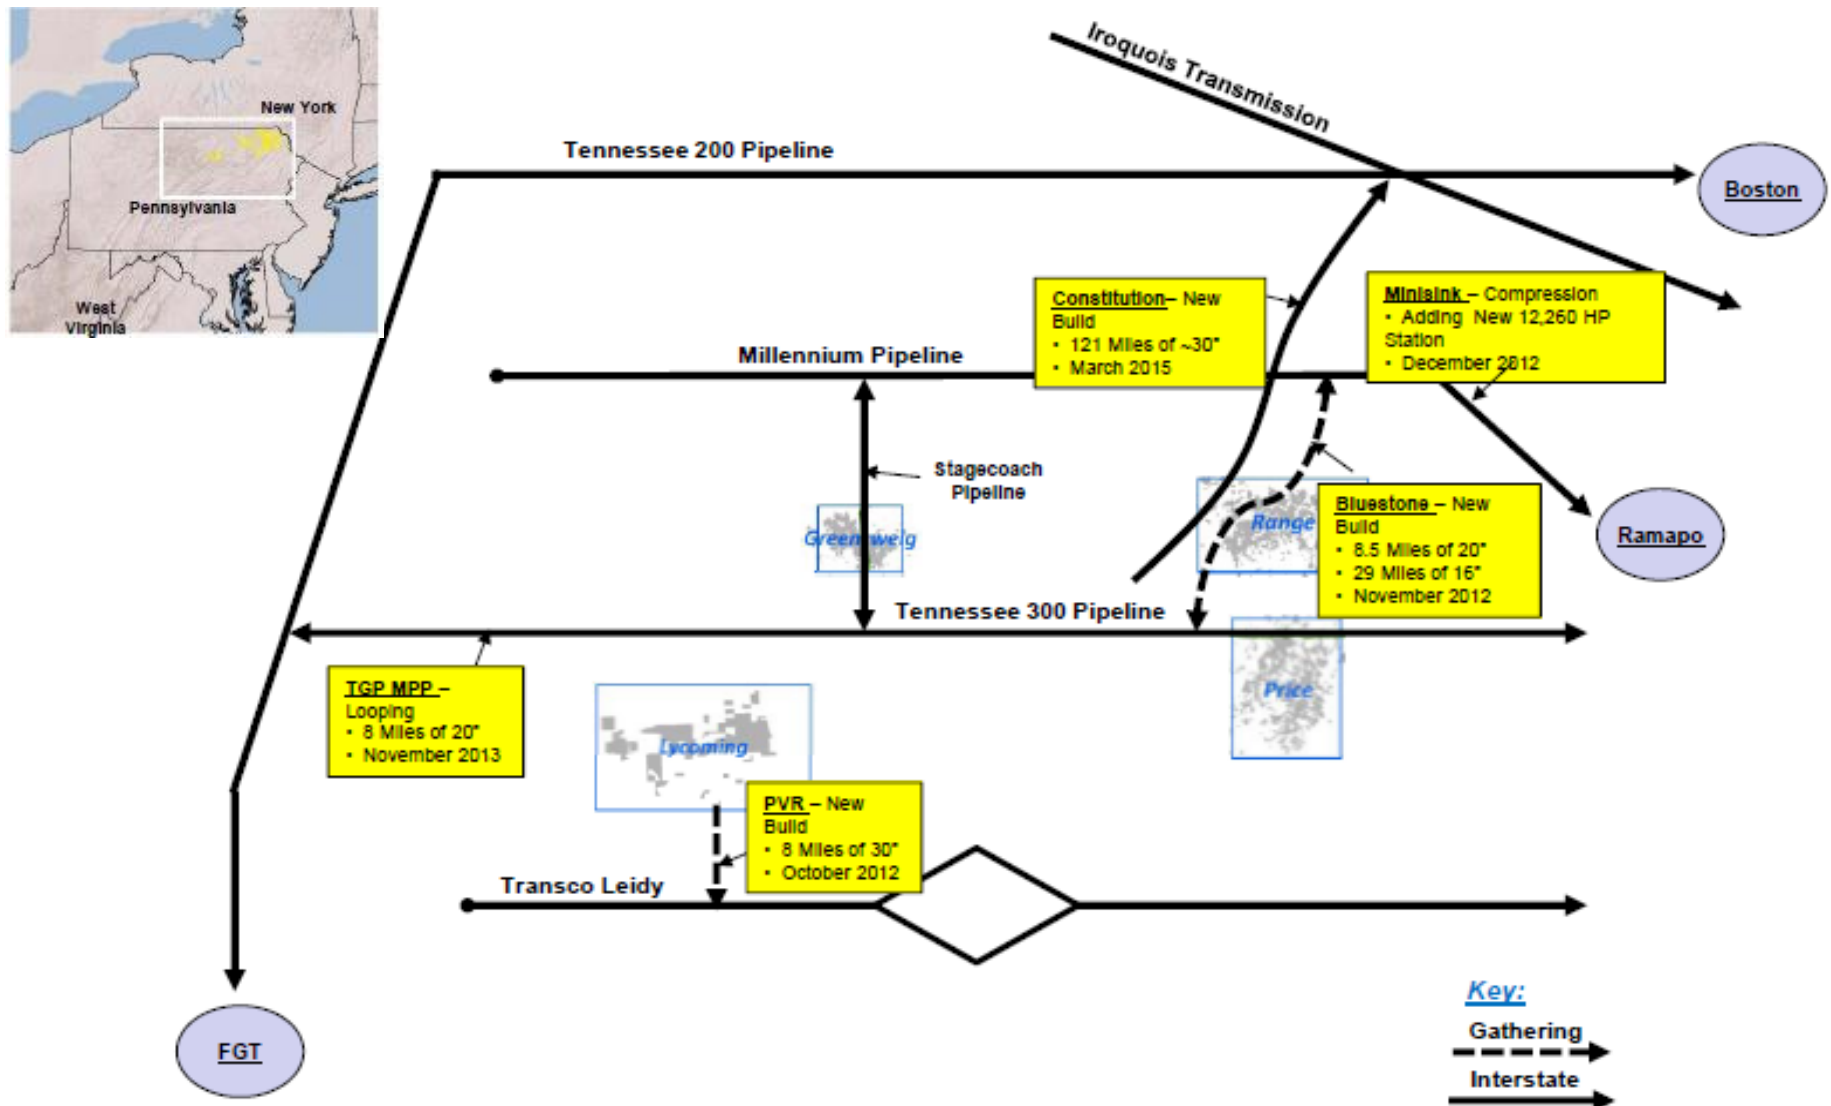 New York
Pennsylvania
West
Virginia
Iroquois Transmission
Tennessee 200 Pipeline
Boston
Constitution– New
Build
• 121 Miles of ~30"
• March 2015
Minisink – Compression
• Adding New 12,260 HP
Station
• December 2012
Millennium Pipeline
Stagecoach
Pipeline
Greenzweig
Range
Bluestone – New
Build
• 8.5 Miles of 20"
• 29 Miles of 16"
• November 2012
Ramapo
Tennessee 300 Pipeline
TGP MPP –
Looping
• 8 Miles of 20"
• November 2013
Price
Lycoming
PVR – New
Build
• 8 Miles of 30"
• October 2012
Transco Leidy
FGT
Key:
Gathering
Interstate